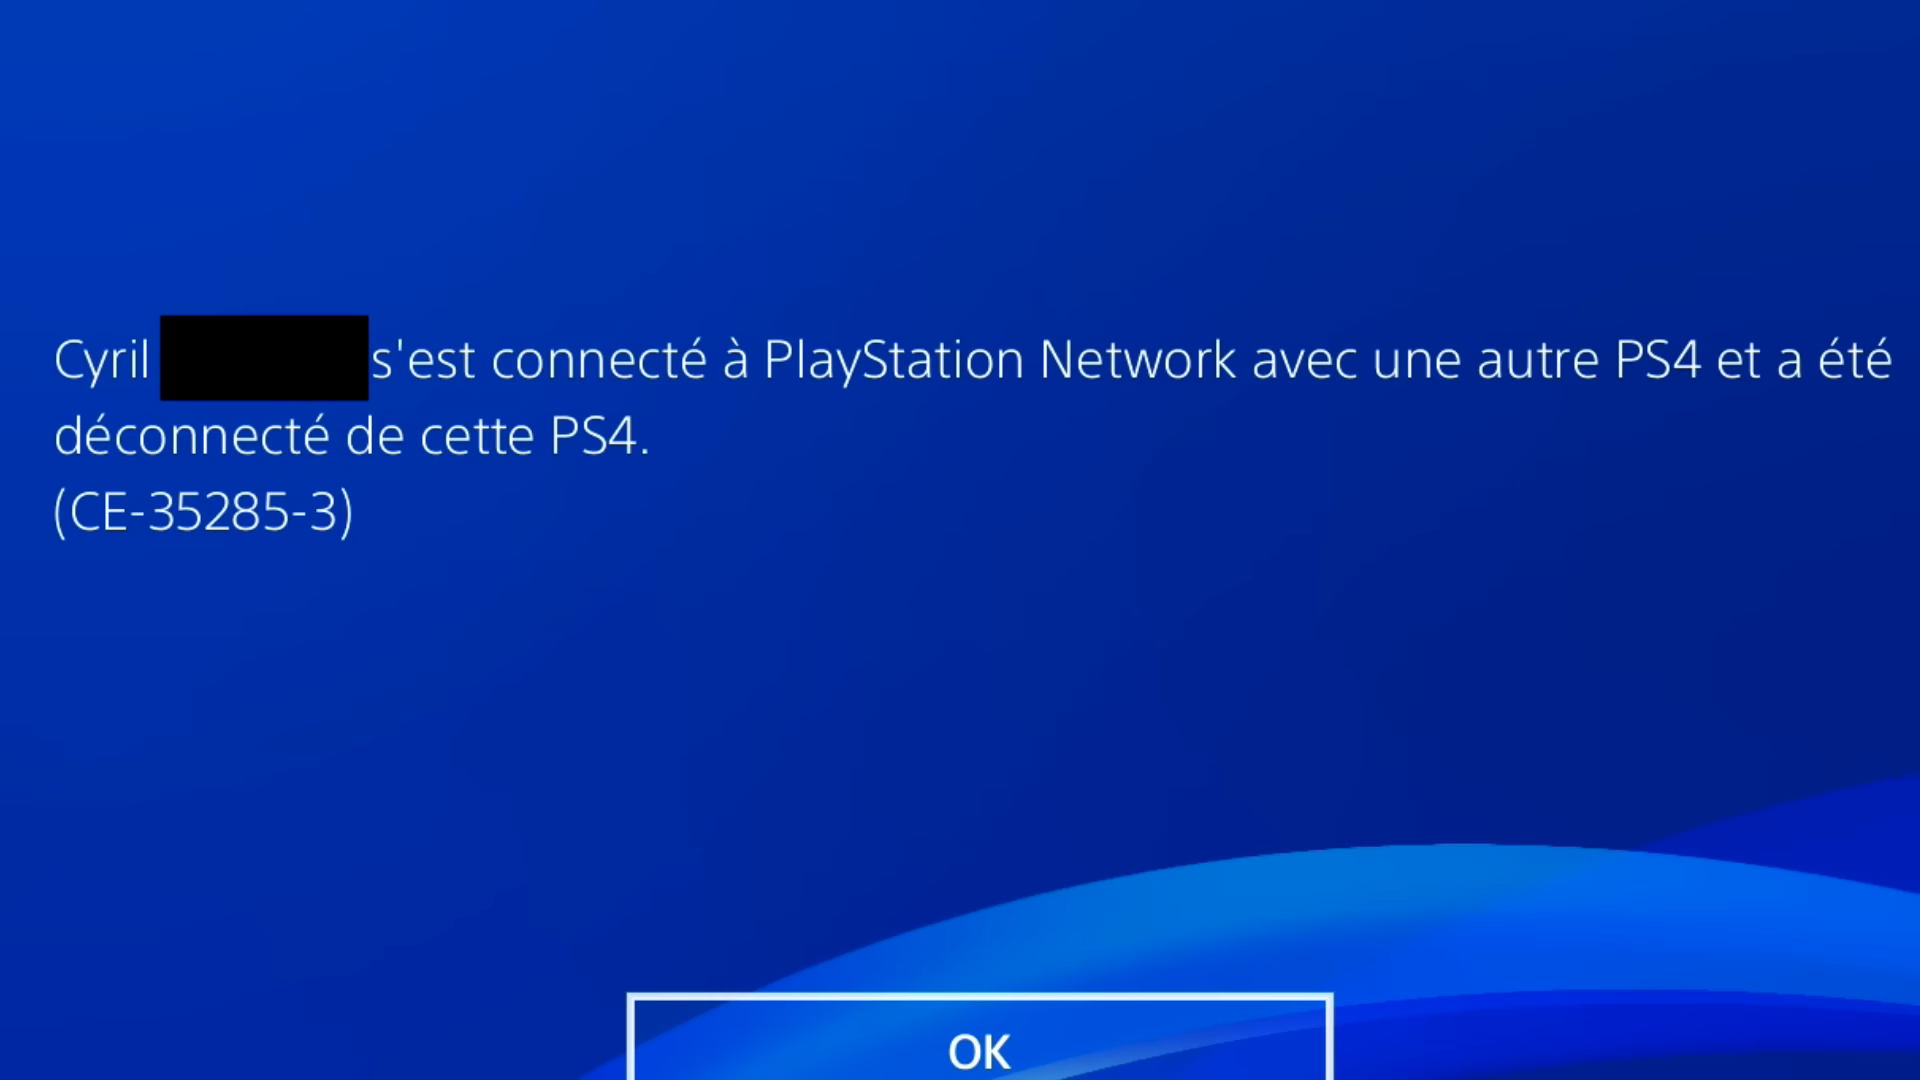 Cyril s'est connecté à PlayStation Network avec une autre PS4 et a été
déconnecté de cette PS4.
(CE-35285-3)
OK